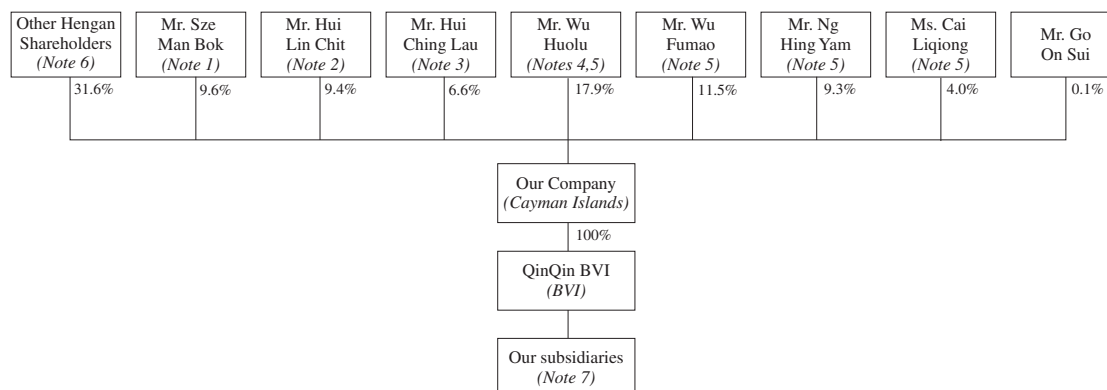 Other Hengan
Shareholders
(Note 6)
Mr. Sze
Man Bok
(Note 1)
Mr. Hui
Lin Chit
(Note 2)
Mr. Hui
Ching Lau
(Note 3)
Mr. Wu
Huolu
(Notes 4,5)
Mr. Wu
Fumao
(Note 5)
Mr. Ng
Hing Yam
(Note 5)
Ms. Cai
Liqiong
(Note 5)
Mr. Go
On Sui
31.6%
9.6%
9.4%
6.6%
17.9%
11.5%
9.3%
4.0%
0.1%
Our Company
(Cayman Islands)
100%
QinQin BVI
(BVI)
Our subsidiaries
(Note 7)